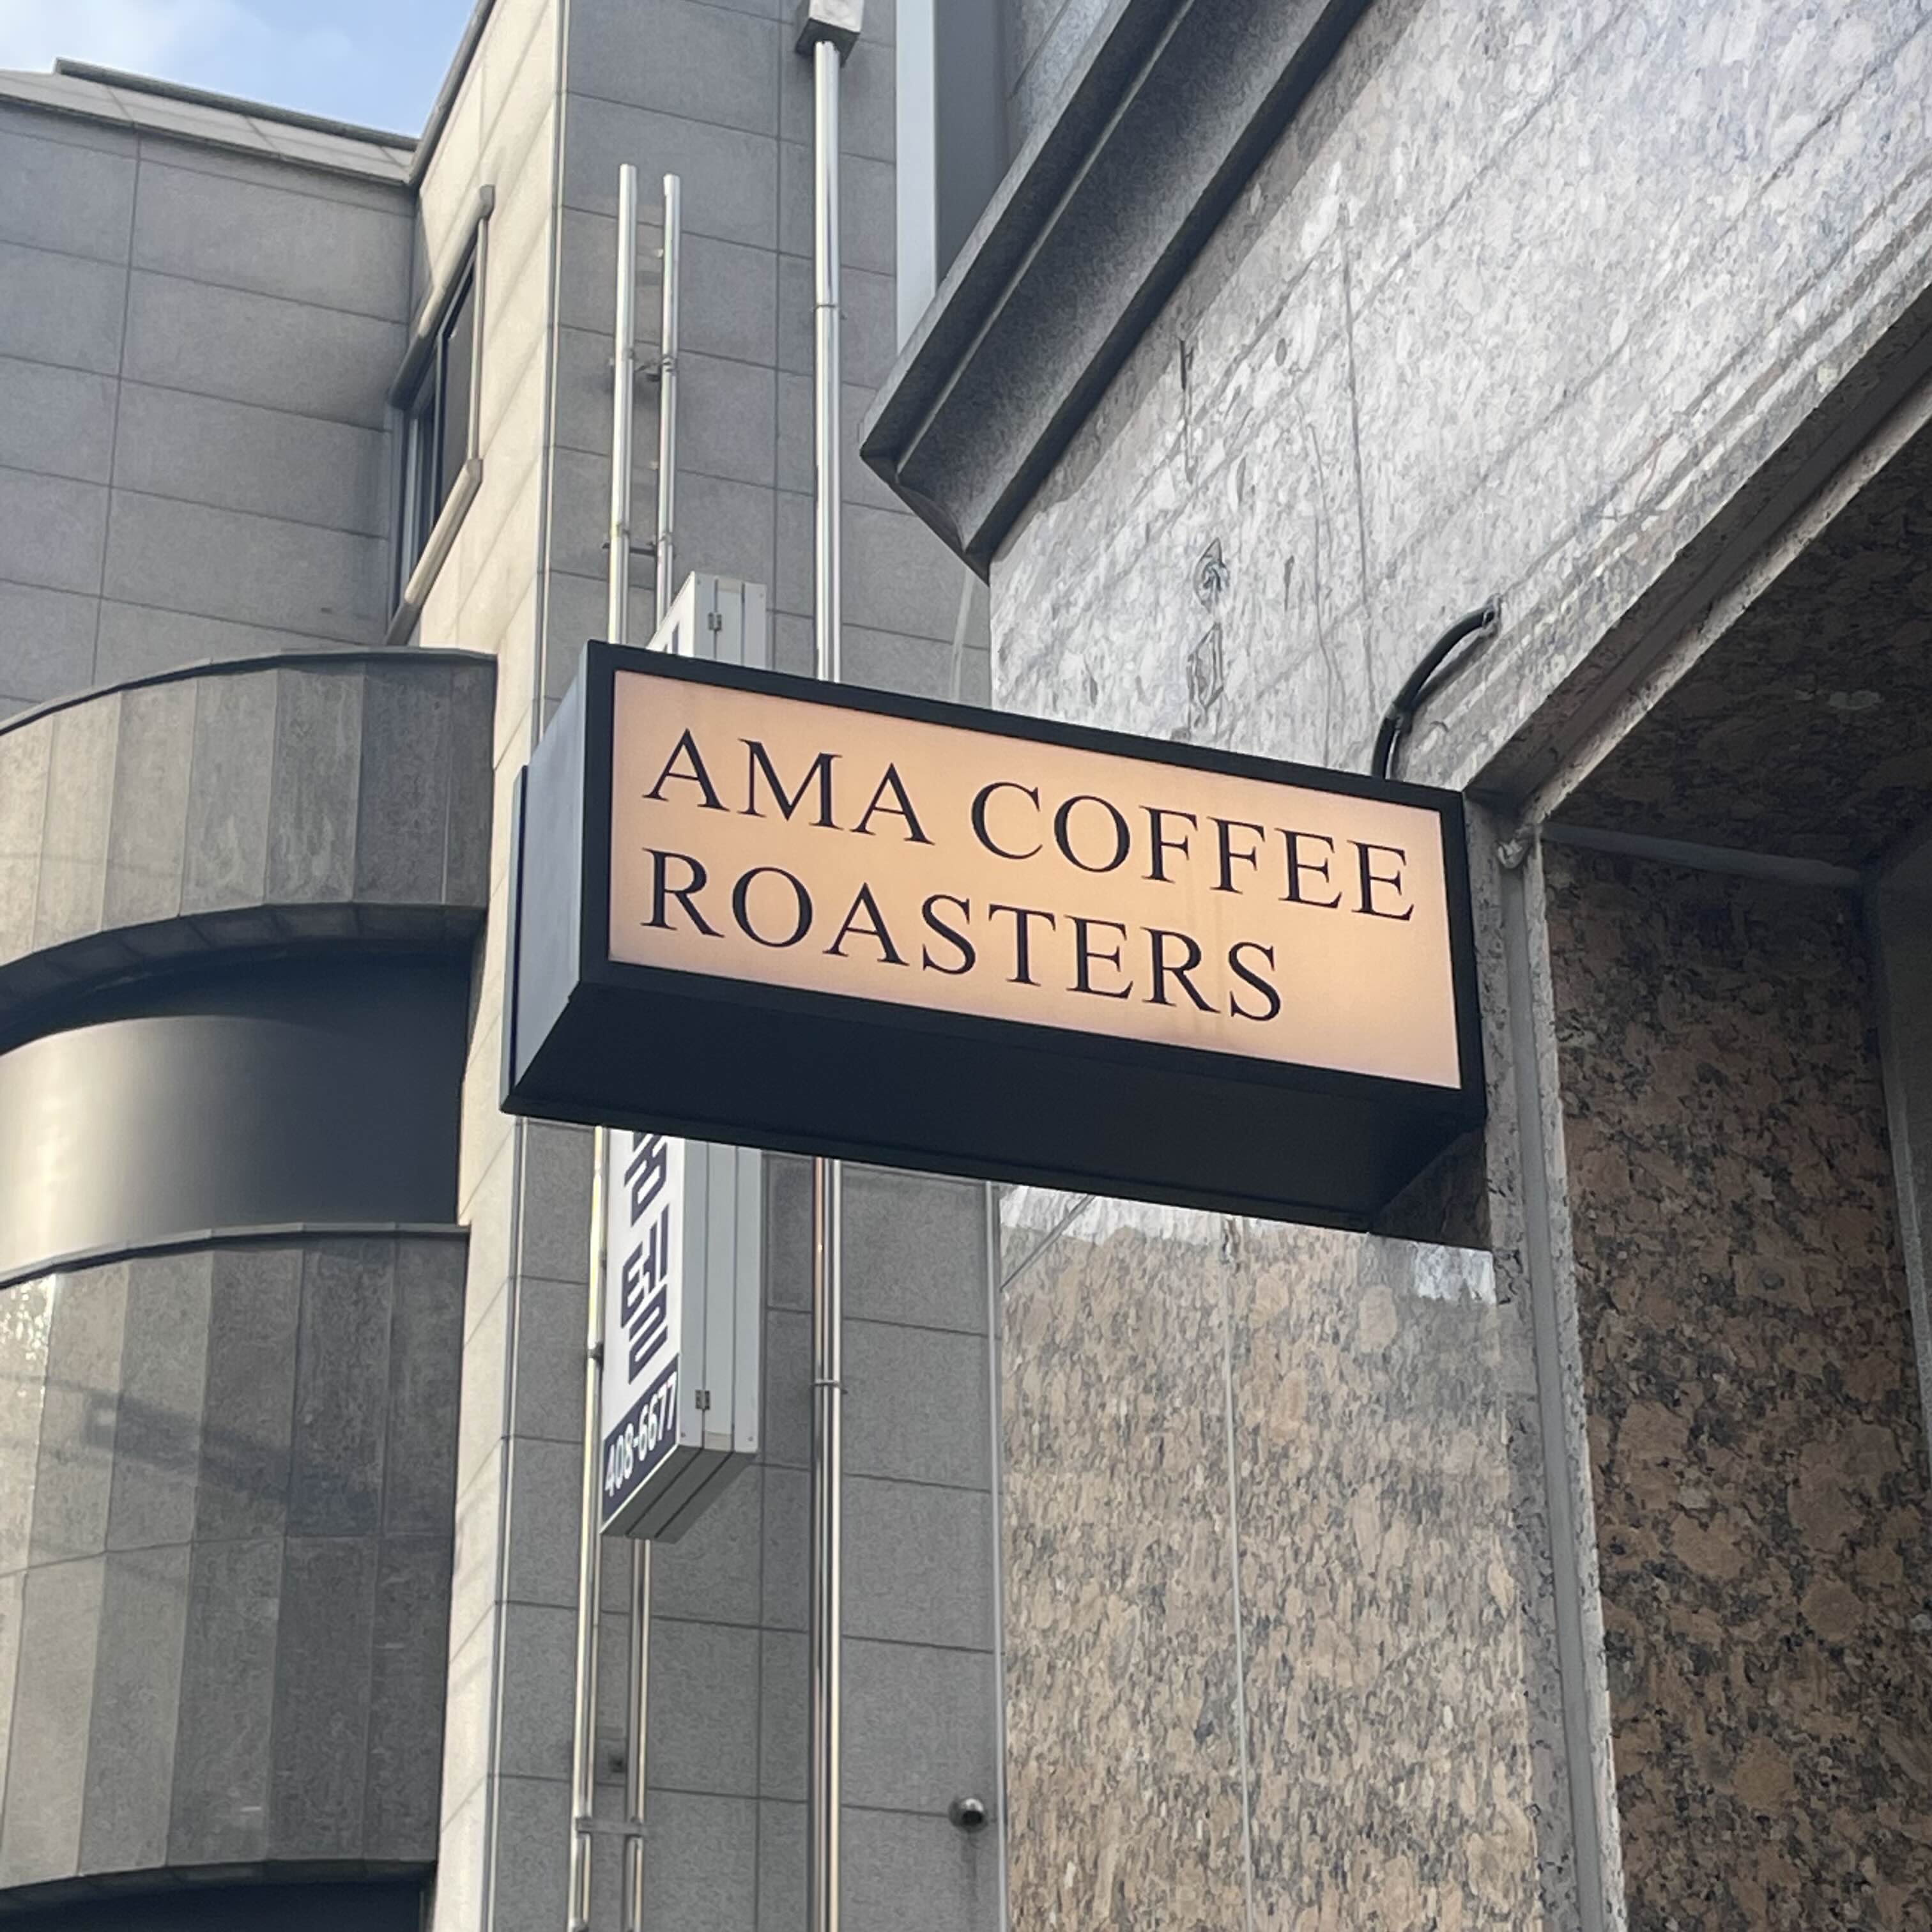 AMA COFFEE
ROASTERS
텔
408-6677